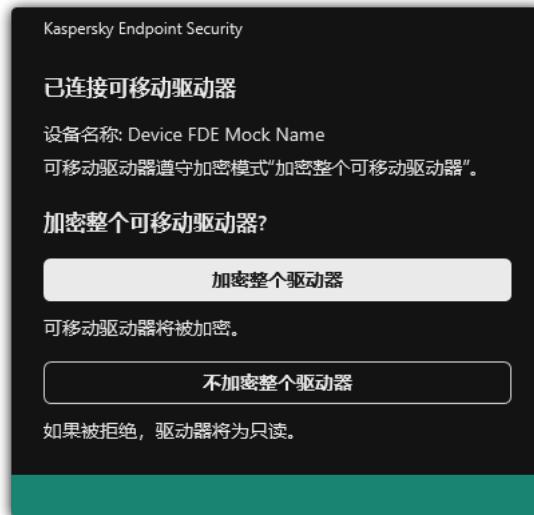 Kaspersky Endpoint Security
已连接可移动驱动器
设备名称: Device FDE Mock Name
可移动驱动器遵守加密模式“加密整个可移动驱动器”。
加密整个可移动驱动器?
加密整个驱动器
可移动驱动器将被加密。
不加密整个驱动器
如果被拒绝，驱动器将为只读。